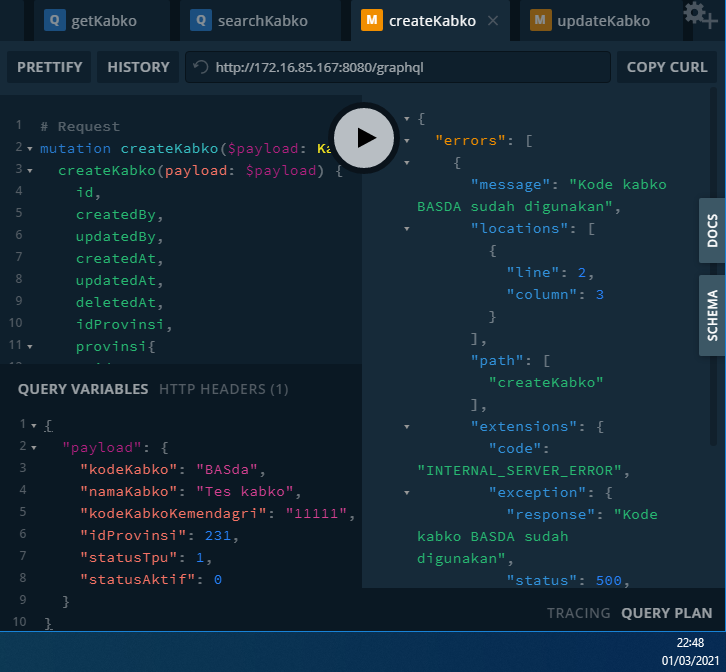 Q getKabko
Q searchKabko
M createKabko
M updateKabko
PRETTIFY
HISTORY
http://172.16.85.167:8080/graphql
COPY CURL
1 # Request
2 mutation createKabko($payload:
3 createKabko(payload: $payload) {
4 id,
5 createdBy,
6 updatedBy,
7 createdAt,
8 updatedAt,
9 deletedAt,
10 idProvinsi,
11 provinsi{
QUERY VARIABLES HTTP HEADERS (1)
1 {
2 "payload": {
3 "kodeKabko": "BASda",
4 "namaKabko": "Tes kabko",
5 "kodeKabkoKemendagri": "11111",
6 "idProvinsi": 231,
7 "statusTpu": 1,
8 "statusAktif": 0
9 }
10 }
{
"errors": [
{
"message": "Kode kabko
BASDA sudah digunakan",
"locations": [
{
"line": 2,
"column": 3
}
],
"path": [
"createKabko"
],
"extensions": {
"code":
"INTERNAL_SERVER_ERROR",
"exception": {
"response": "Kode
kabko BASDA sudah
digunakan",
"status": 500,
DOCS
SCHEMA
TRACING QUERY PLAN
22:48
01/03/2021